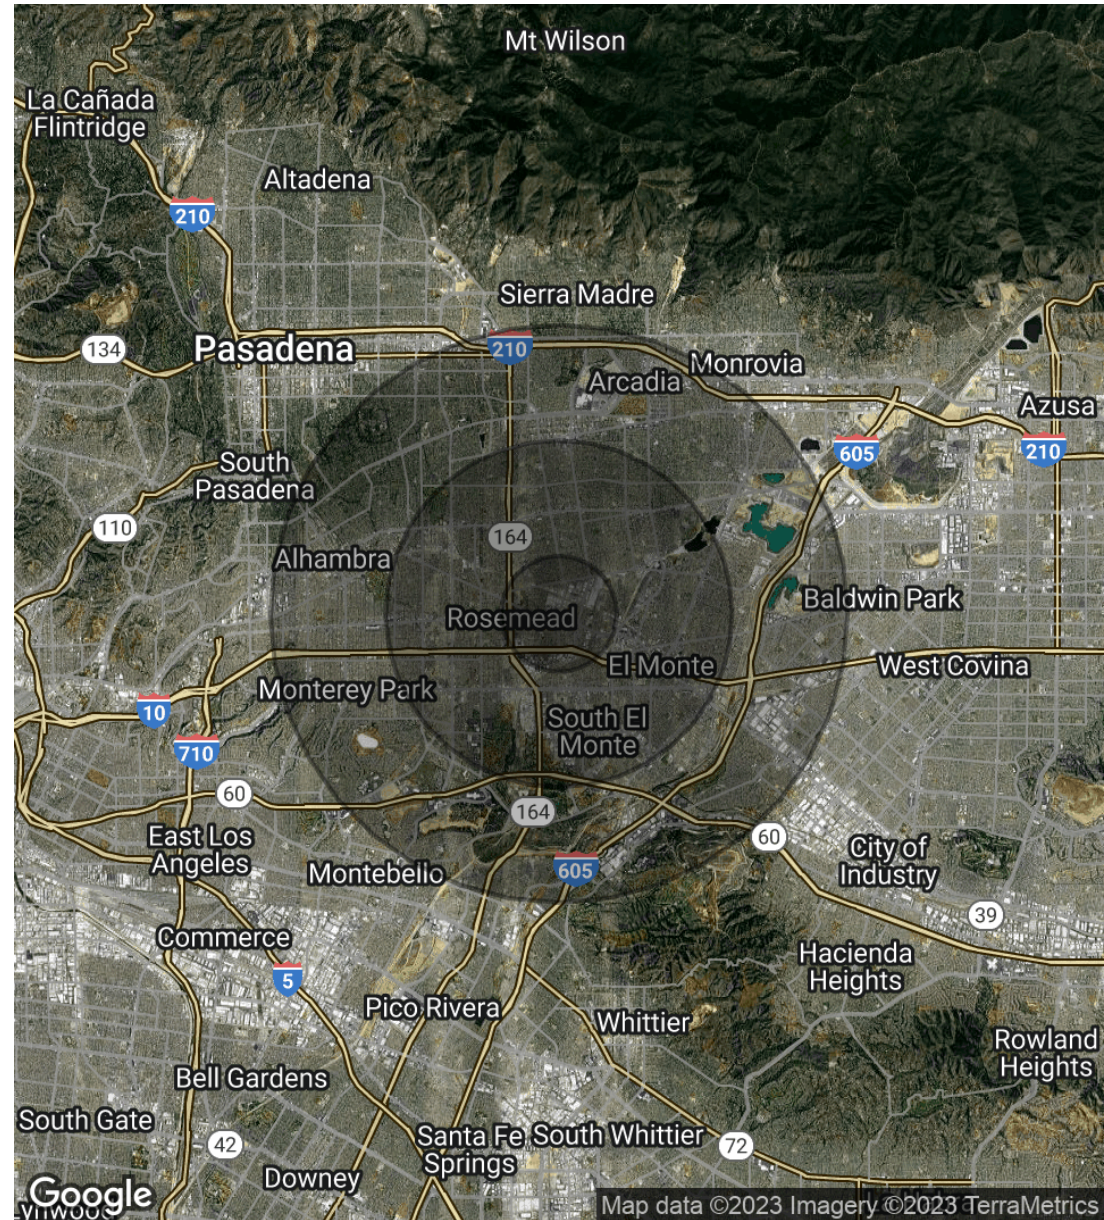 Mt Wilson
La Cañada
Flintridge
Altadena
210
Sierra Madre
134
Pasadena
210
Arcadia
Monrovia
Azusa
605
210
South
Pasadena
110
164
Alhambra
Baldwin Park
Rosemead
El Monte
West Covina
Monterey Park
10
South El
Monte
710
60
164
60
East Los
Angeles
Montebello
605
City of
Industry
39
Commerce
Hacienda
Heights
5
Pico Rivera
Whittier
Rowland
Heights
Bell Gardens
South Gate
42
Santa Fe
Springs
South Whittier
72
Downey
Google
Map data ©2023 Imagery ©2023 TerraMetrics